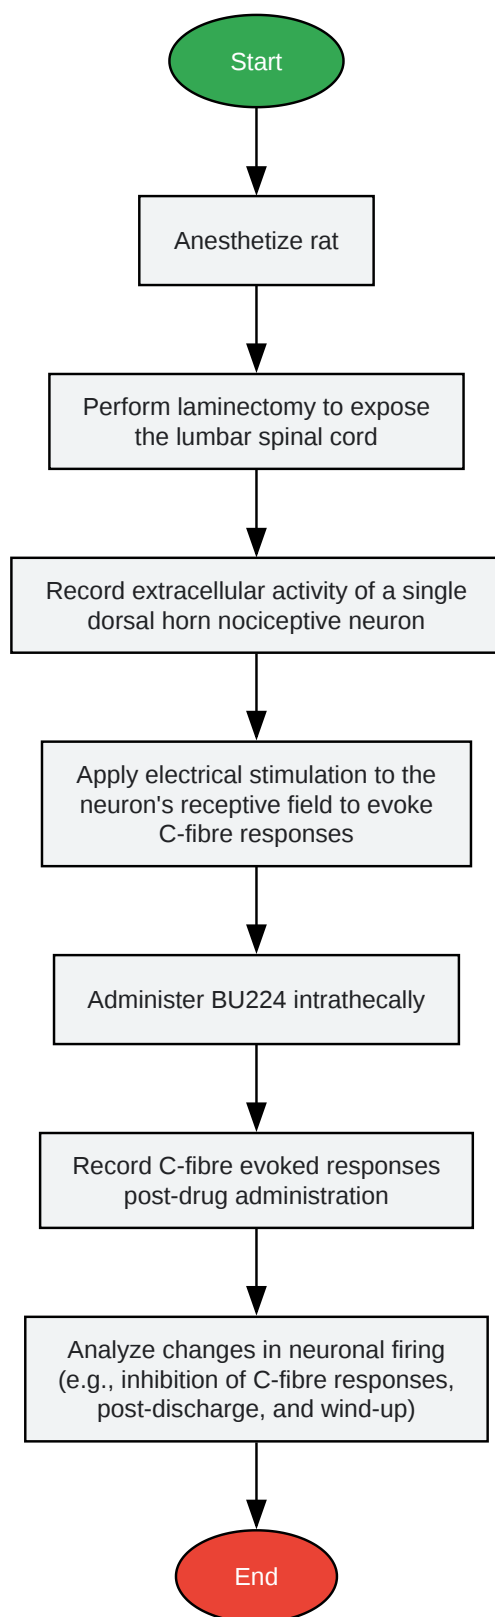 Start
Anesthetize rat
Perform laminectomy to expose
the lumbar spinal cord
Record extracellular activity of a single
dorsal horn nociceptive neuron
Apply electrical stimulation to the
neuron's receptive field to evoke
C-fibre responses
Administer BU224 intrathecally
Record C-fibre evoked responses
post-drug administration
Analyze changes in neuronal firing
(e.g., inhibition of C-fibre responses,
post-discharge, and wind-up)
End